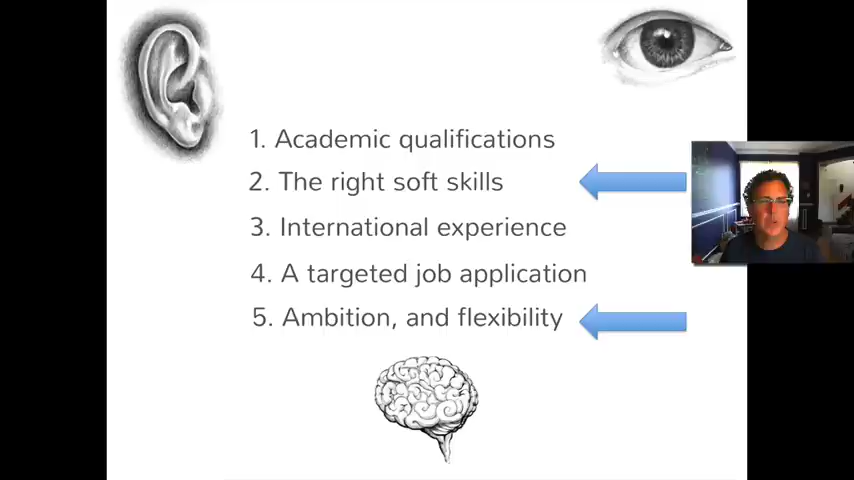 1. Academic qualifications
2. The right soft skills
3. International experience
4. A targeted job application
5. Ambition, and flexibility